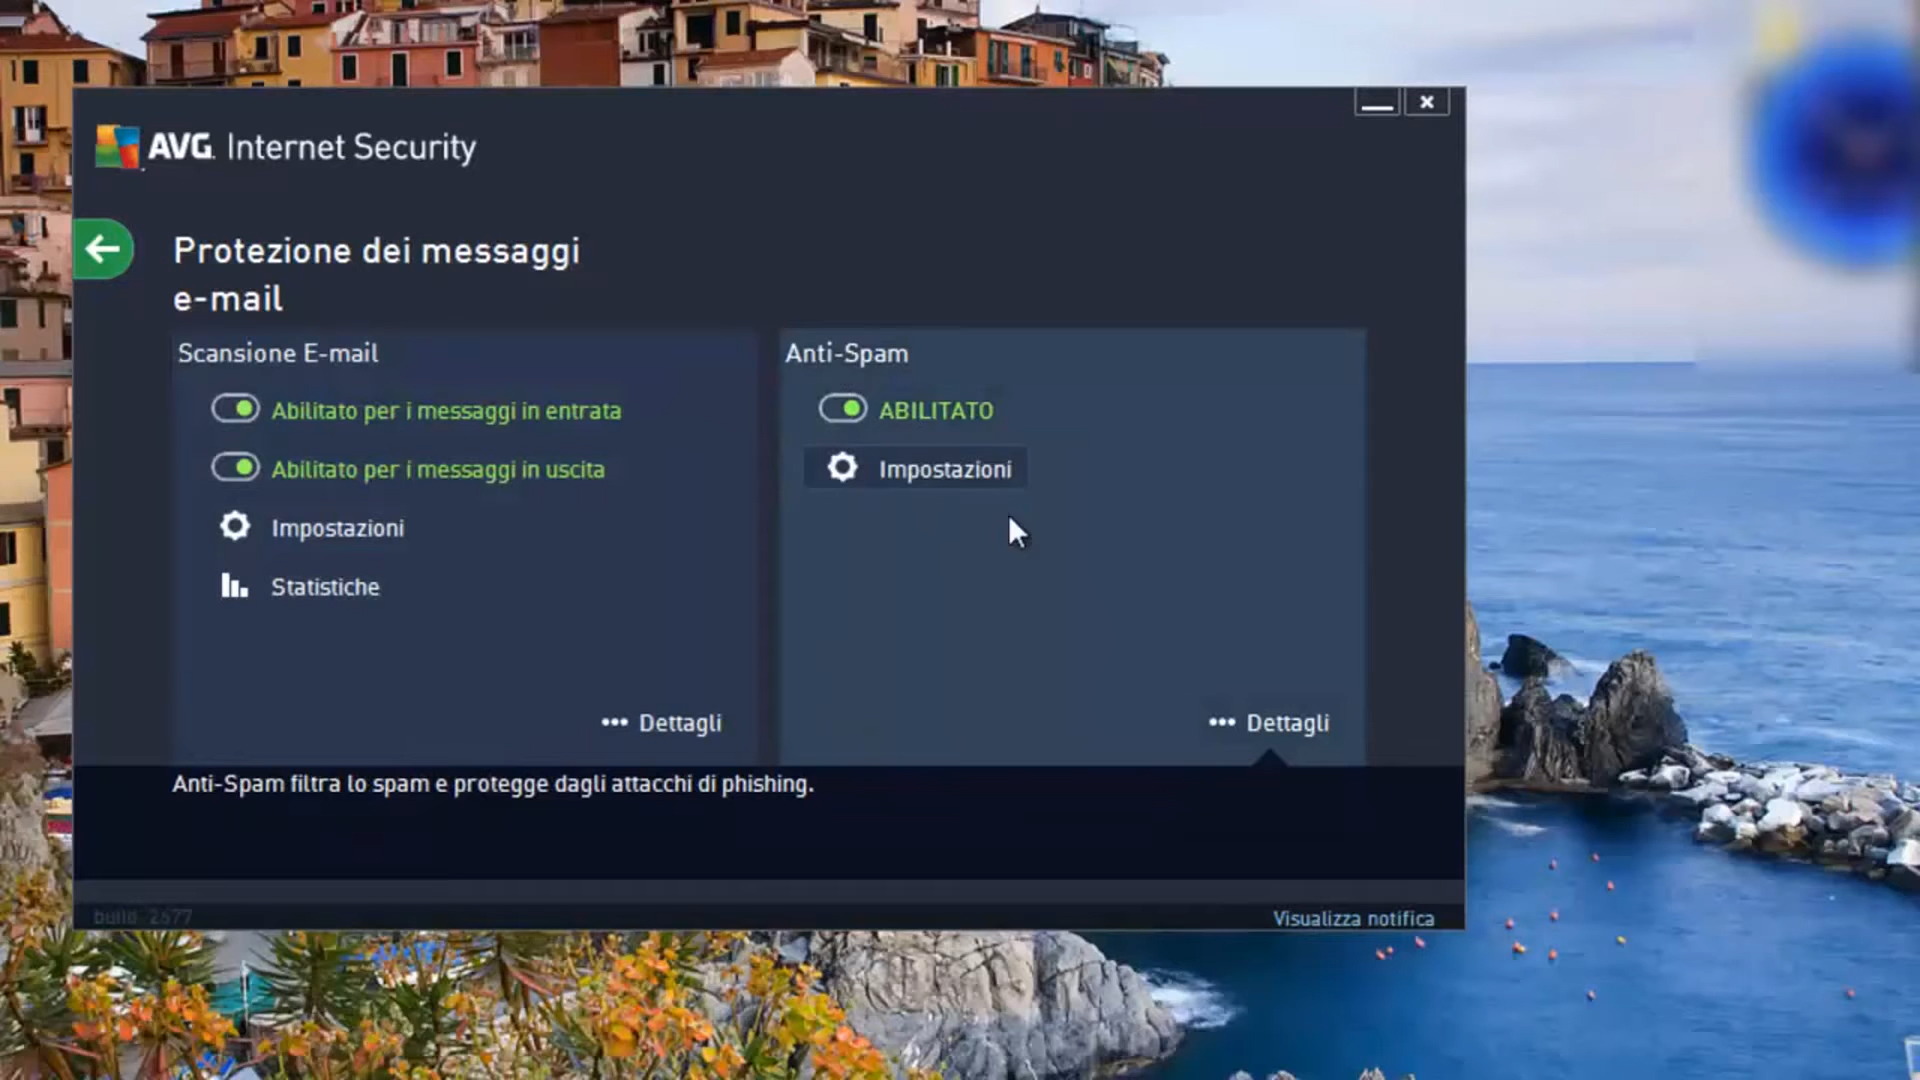 AVG. Internet Security
Protezione dei messaggi
e-mail
Scansione E-mail
Abilitato per i messaggi in entrata
Abilitato per i messaggi in uscita
Impostazioni
Statistiche
••• Dettagli
Anti-Spam
ABILITATO
Impostazioni
••• Dettagli
Anti-Spam filtra lo spam e protegge dagli attacchi di phishing.
build 2677
Visualizza notifica